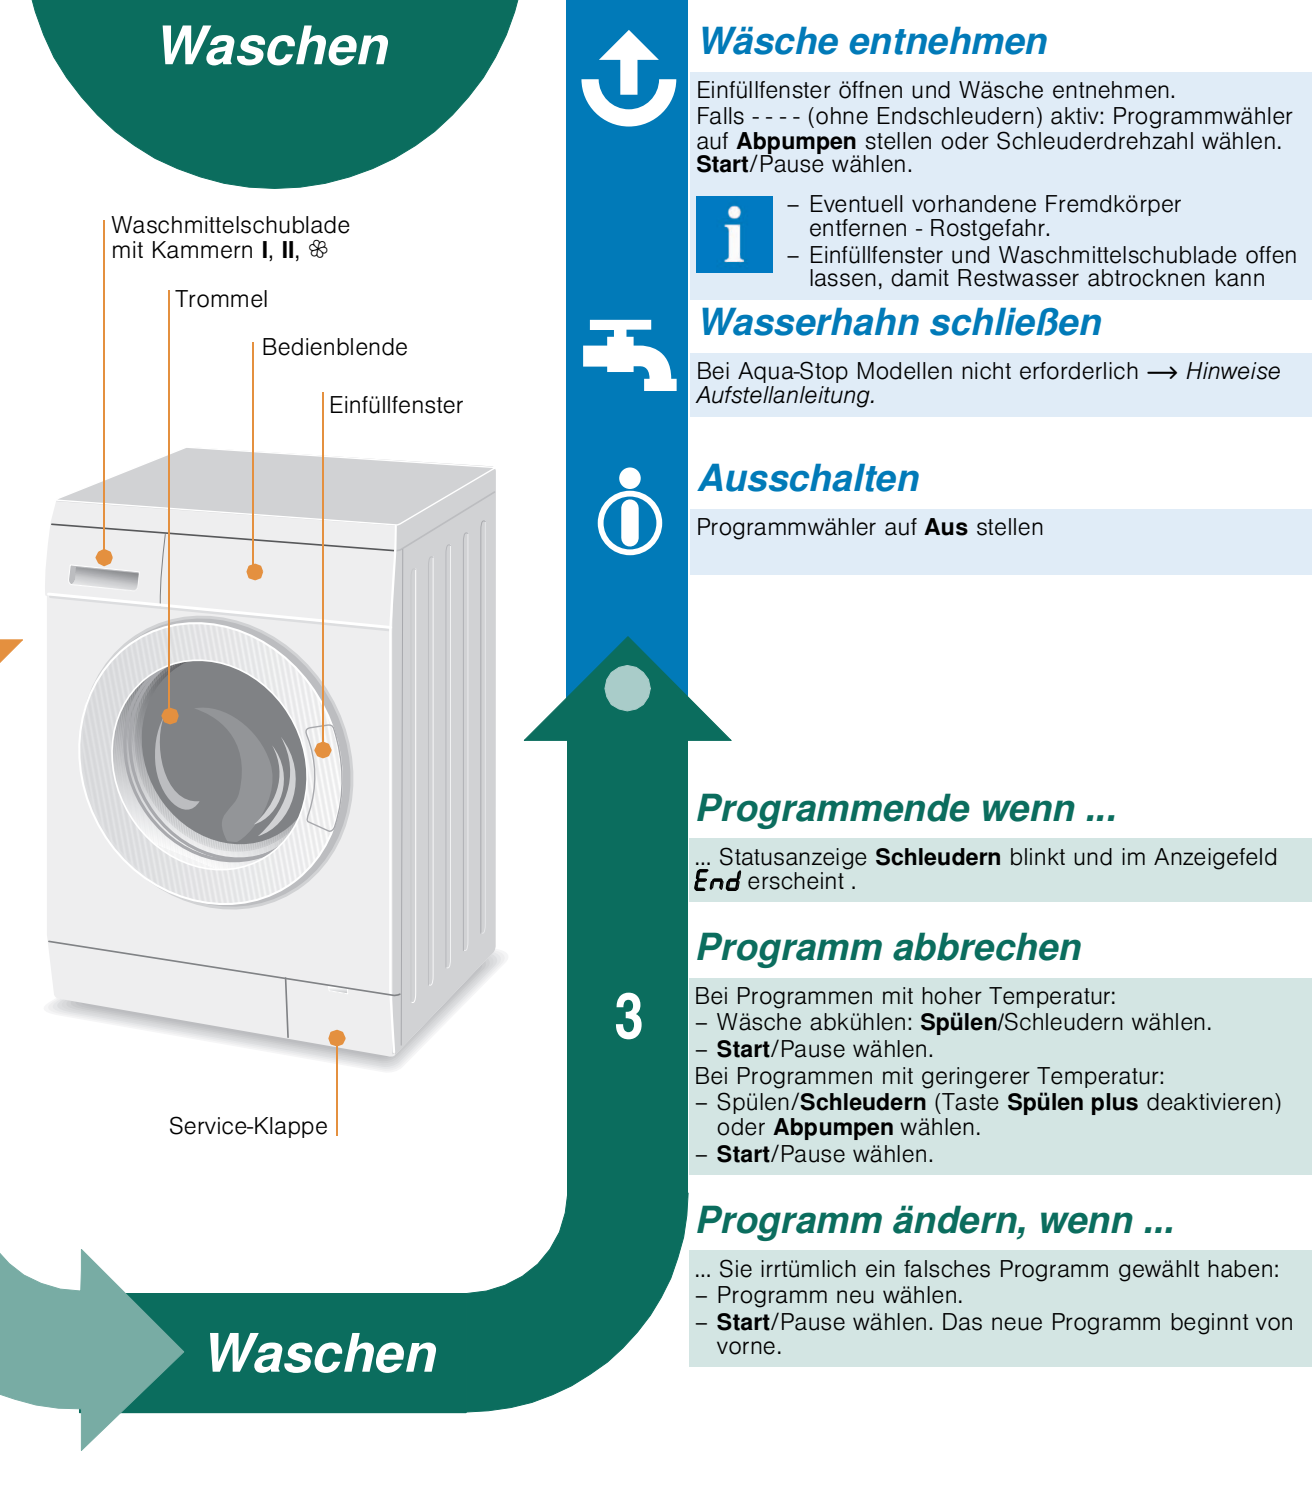 Waschen
Waschmittelschublade
mit Kammern I, II, ֍
Trommel
Bedienblende
Einfüllfenster
Service-Klappe
Waschen
Wäsche entnehmen
Einfüllfenster öffnen und Wäsche entnehmen.
Falls - - - - (ohne Endschleudern) aktiv: Programmwähler
auf Abpumpen stellen oder Schleuderdrehzahl wählen.
Start/Pause wählen.
i
– Eventuell vorhandene Fremdkörper
entfernen - Rostgefahr.
– Einfüllfenster und Waschmittelschublade offen
lassen, damit Restwasser abtrocknen kann
Wasserhahn schließen
Bei Aqua-Stop Modellen nicht erforderlich → Hinweise
Aufstellanleitung.
Ausschalten
Programmwähler auf Aus stellen
Programmende wenn ...
... Statusanzeige Schleudern blinkt und im Anzeigefeld
End erscheint .
3
Programm abbrechen
Bei Programmen mit hoher Temperatur:
– Wäsche abkühlen: Spülen/Schleudern wählen.
– Start/Pause wählen.
Bei Programmen mit geringerer Temperatur:
– Spülen/Schleudern (Taste Spülen plus deaktivieren)
oder Abpumpen wählen.
– Start/Pause wählen.
Programm ändern, wenn ...
... Sie irrtümlich ein falsches Programm gewählt haben:
– Programm neu wählen.
– Start/Pause wählen. Das neue Programm beginnt von
vorne.